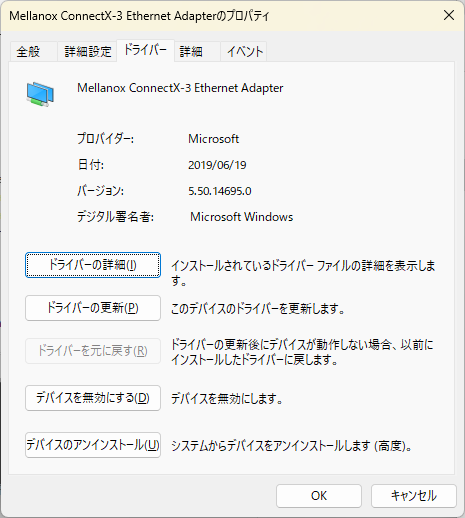 Mellanox ConnectX-3 Ethernet Adapterのプロパティ
全般 詳細設定 ドライバー 詳細 イベント
Mellanox ConnectX-3 Ethernet Adapter
プロバイダー: Microsoft
日付: 2019/06/19
バージョン: 5.50.14695.0
デジタル署名者: Microsoft Windows
ドライバーの詳細(I) インストールされているドライバー ファイルの詳細を表示しま
す。
ドライバーの更新(P) このデバイスのドライバーを更新します。
ドライバーを元に戻す(R) ドライバーの更新後にデバイスが動作しない場合、以前に
インストールしたドライバーに戻します。
デバイスを無効にする(D) デバイスを無効にします。
デバイスのアンインストール(U) システムからデバイスをアンインストールします (高度)。
OK キャンセル